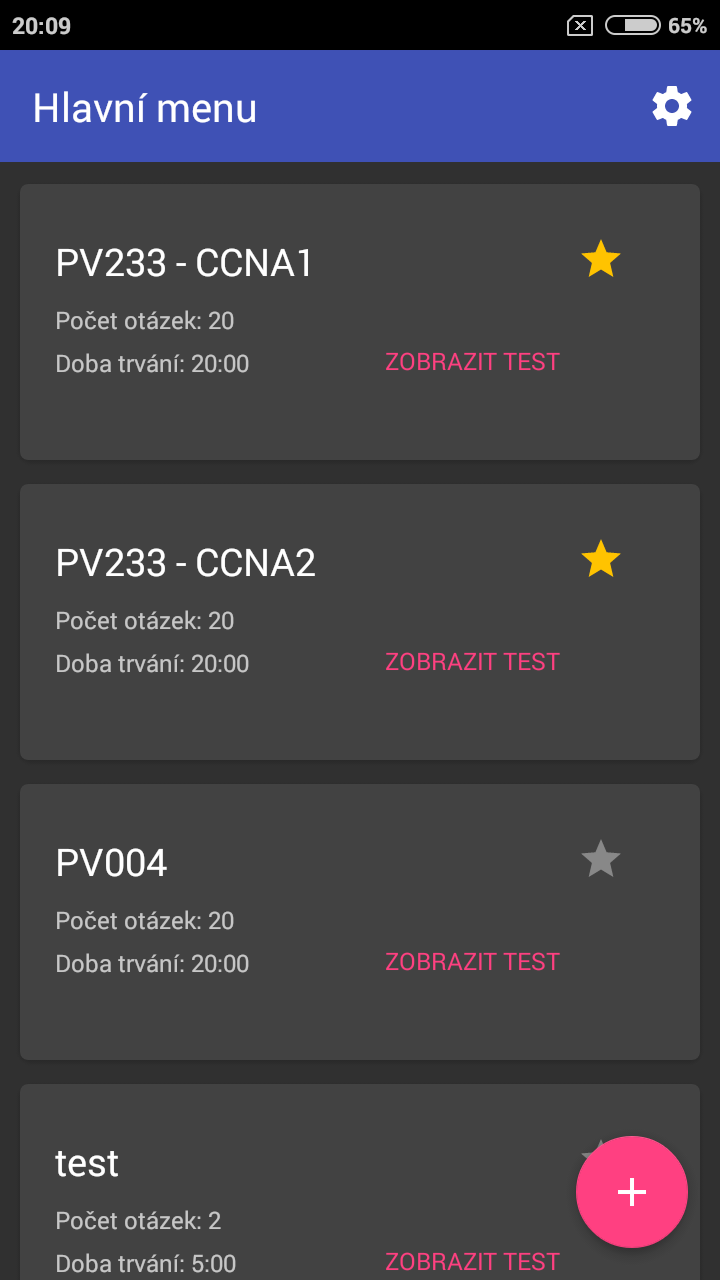 20:09
65%
Hlavní menu
PV233 - CCNA1
Počet otázek: 20
Doba trvání: 20:00
ZOBRAZIT TEST
PV233 - CCNA2
Počet otázek: 20
Doba trvání: 20:00
ZOBRAZIT TEST
PV004
Počet otázek: 20
Doba trvání: 20:00
ZOBRAZIT TEST
test
Počet otázek: 2
Doba trvání: 5:00
ZOBRAZIT TEST